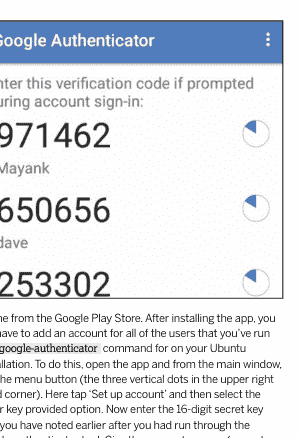 Google Authenticator
nter this verification code if prompted
uring account sign-in:
971462
Mayank
650656
dave
253302
ne from the Google Play Store. After installing the app, you
have to add an account for all of the users that you've run
google-authenticator command for on your Ubuntu
llation. To do this, open the app and from the main window,
he menu button (the three vertical dots in the upper right
d corner). Here tap 'Set up account' and then select the
r key provided option. Now enter the 16-digit secret key
you have noted earlier after you had run through the